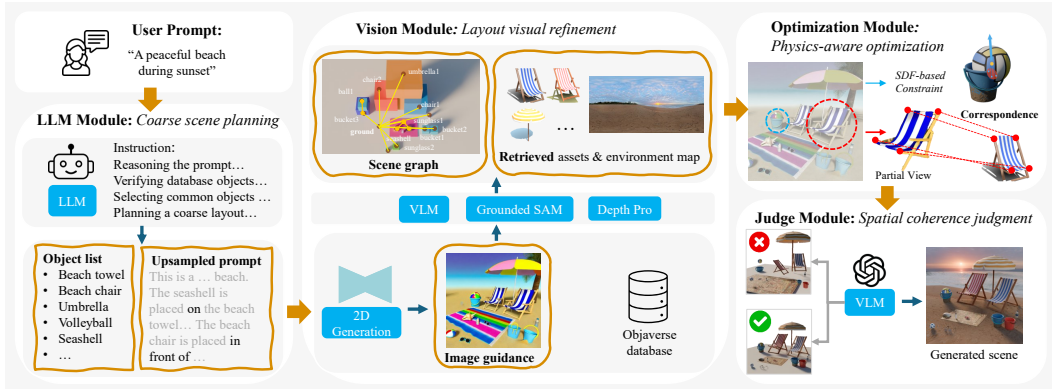 User Prompt:
“A peaceful beach
during sunset”
LLM Module: Coarse scene planning
Instruction:
Reasoning the prompt…
Verifying database objects…
Selecting common objects …
Planning a coarse layout…
LLM
Object list
• Beach towel
• Beach chair
• Umbrella
• Volleyball
• Seashell
• …
Upsampled prompt
This is a … beach.
The seashell is
placed on the beach
towel… The beach
chair is placed in
front of …
Vision Module: Layout visual refinement
umbrella1
chair2
ball1
chair1
bucket3
sunglass1
ground
bucket2
bucket1
seashell
sunglass2
Scene graph
…
Retrieved assets & environment map
VLM
Grounded SAM
Depth Pro
2D
Generation
Image guidance
Objaverse
database
Optimization Module:
Physics-aware optimization
SDF-based
Constraint
Correspondence
Partial View
Judge Module: Spatial coherence judgment
VLM
Generated scene